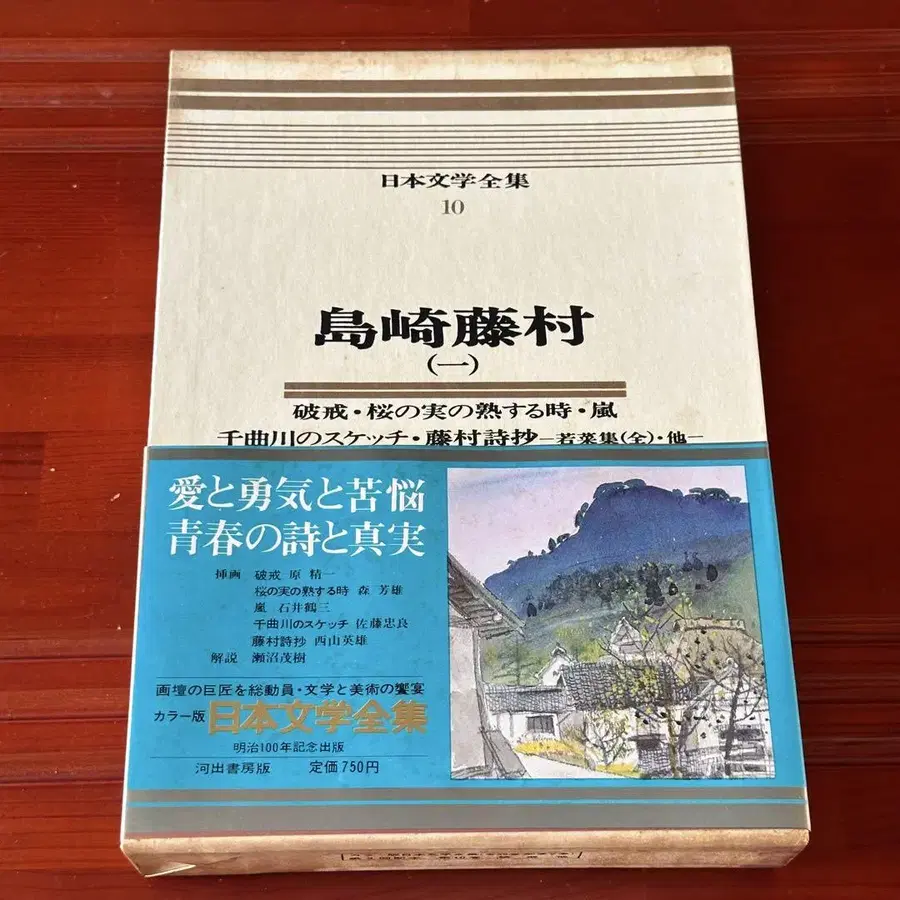 日本文学全集
10
島崎藤村
(一)
破戒・桜の実の熟する時・嵐
千曲川のスケッチ・藤村詩抄—若菜集(全)・他—
愛と勇気と苦悩
青春の詩と真実
挿画 破戒 原 精一
桜の実の熟する時 森 芳雄
嵐 石井鶴三
千曲川のスケッチ 佐藤忠良
藤村詩抄 西山英雄
解説 瀬沼茂樹
画壇の巨匠を総動員・文学と美術の饗宴
カラー版 日本文学全集
明治100年記念出版
河出書房版 定価750円